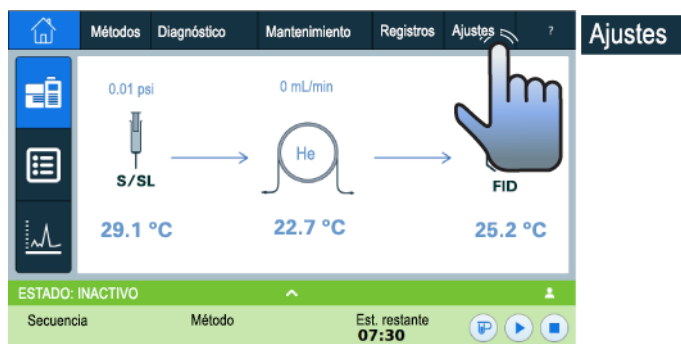 Métodos Diagnóstico Mantenimiento Registros Ajustes ?
Ajustes
0.01 psi 0 mL/min
He
S/SL FID
29.1 °C 22.7 °C 25.2 °C
ESTADO: INACTIVO
Secuencia Método Est. restante
07:30